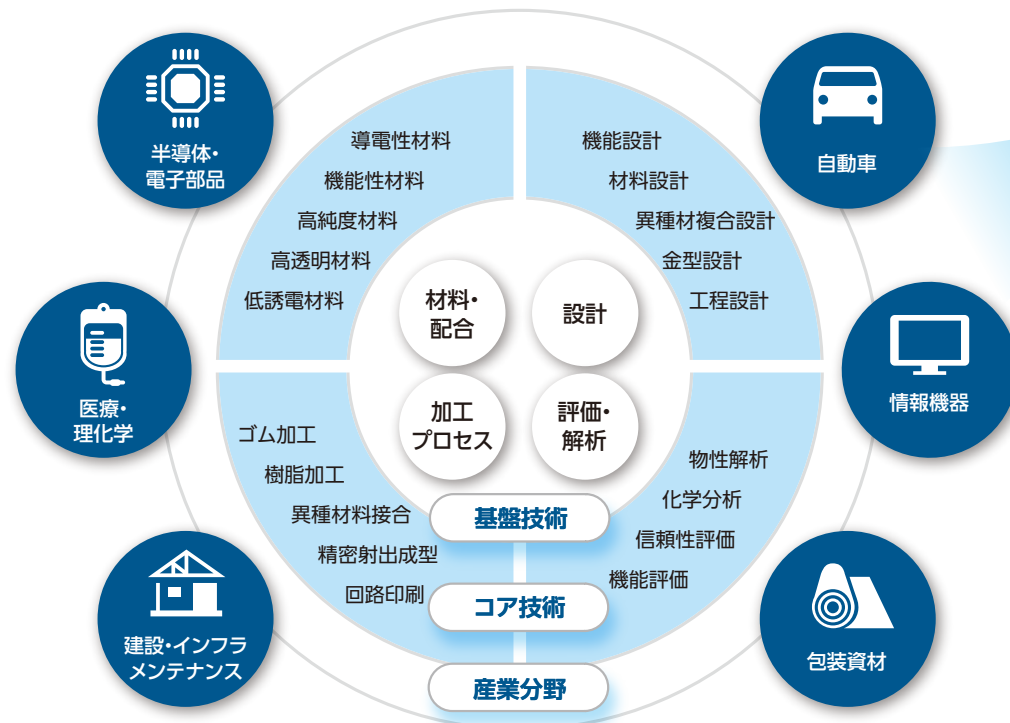 半導体・
電子部品
自動車
医療・
理化学
情報機器
建設・インフラ
メンテナンス
包装資材
導電性材料
機能性材料
高純度材料
高透明材料
低誘電材料
機能設計
材料設計
異種材複合設計
金型設計
工程設計
材料・
配合
設計
加工
プロセス
評価・
解析
ゴム加工
樹脂加工
異種材料接合
精密射出成型
回路印刷
物性解析
化学分析
信頼性評価
機能評価
基盤技術
コア技術
産業分野